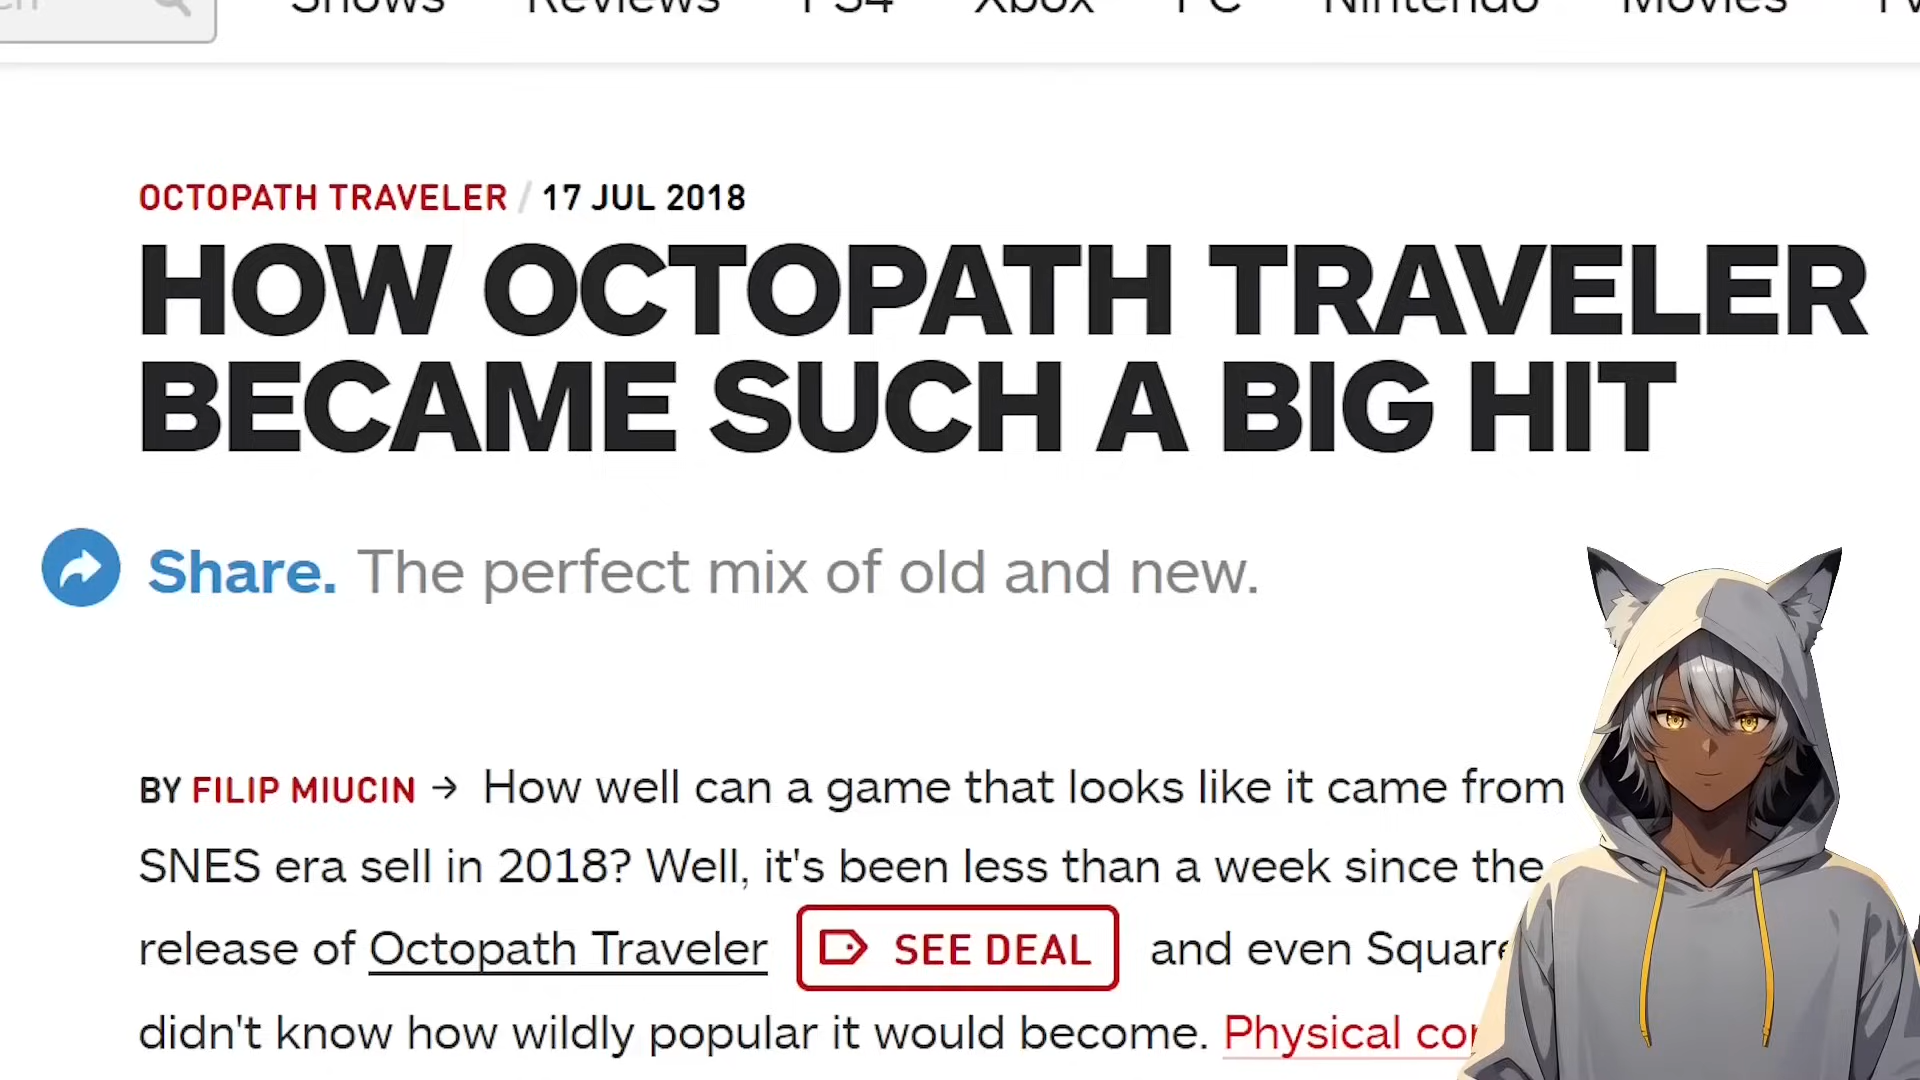 Shows Reviews PS4 Xbox PC Nintendo Movies TV
OCTOPATH TRAVELER / 17 JUL 2018
HOW OCTOPATH TRAVELER
BECAME SUCH A BIG HIT
Share. The perfect mix of old and new.
BY FILIP MIUCIN → How well can a game that looks like it came from
SNES era sell in 2018? Well, it's been less than a week since the
release of Octopath Traveler SEE DEAL and even Square
didn't know how wildly popular it would become. Physical